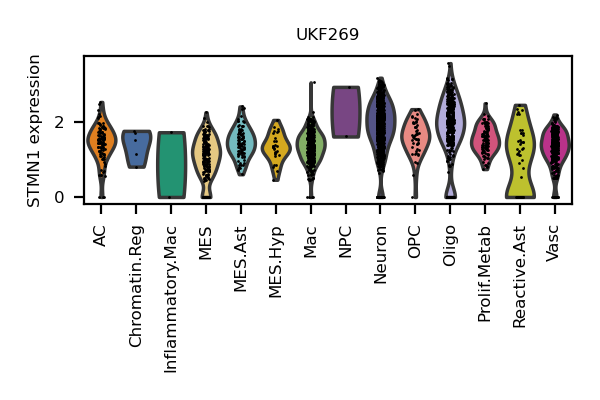 UKF269
STMN1 expression
2
0
AC
Chromatin.Reg
Inflammatory.Mac
MES
MES.Ast
MES.Hyp
Mac
NPC
Neuron
OPC
Oligo
Prolif.Metab
Reactive.Ast
Vasc